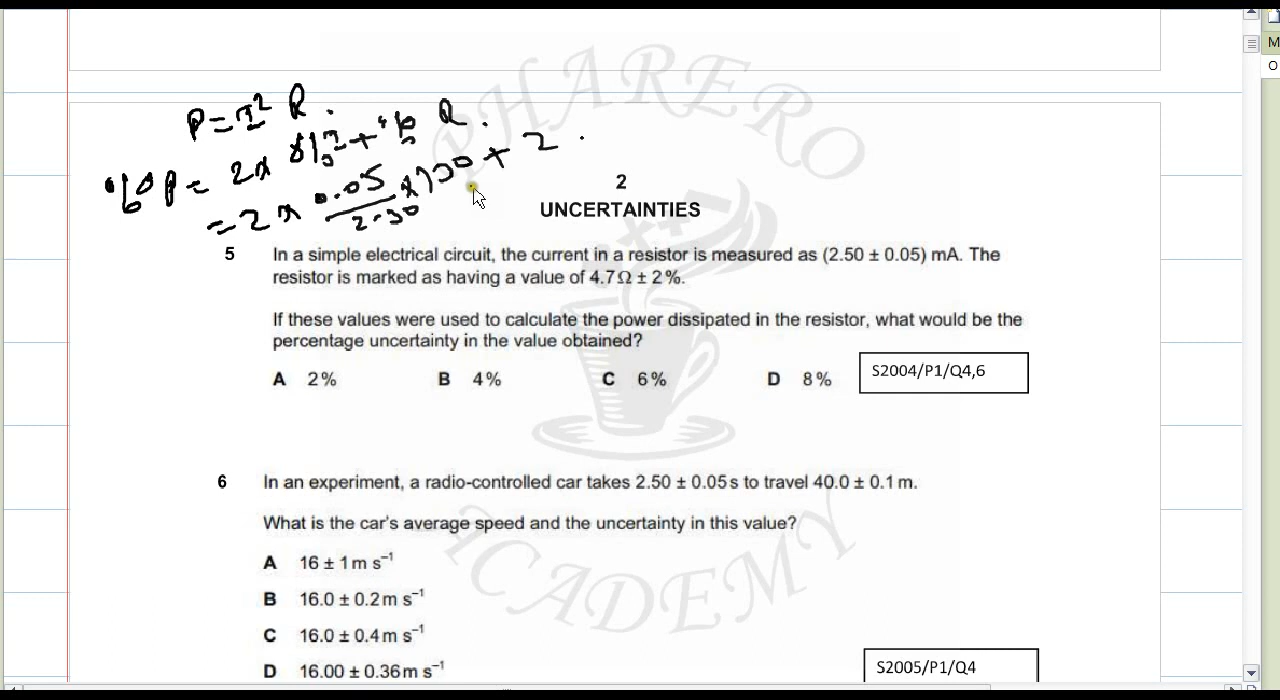 P = I² R.
% P = 2 × % I + % R.
= 2 × 0.05/2.50 × 100 + 2.
PHARERO
2
UNCERTAINTIES
5 In a simple electrical circuit, the current in a resistor is measured as (2.50 ± 0.05) mA. The
resistor is marked as having a value of 4.7 Ω ± 2 %.
If these values were used to calculate the power dissipated in the resistor, what would be the
percentage uncertainty in the value obtained?
A 2 % B 4 % C 6 % D 8 % S2004/P1/Q4,6
6 In an experiment, a radio-controlled car takes 2.50 ± 0.05 s to travel 40.0 ± 0.1 m.
What is the car's average speed and the uncertainty in this value?
A 16 ± 1 m s⁻¹
B 16.0 ± 0.2 m s⁻¹
C 16.0 ± 0.4 m s⁻¹
D 16.00 ± 0.36 m s⁻¹ S2005/P1/Q4
ACADEMY
M
O